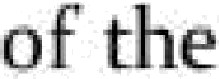 of the